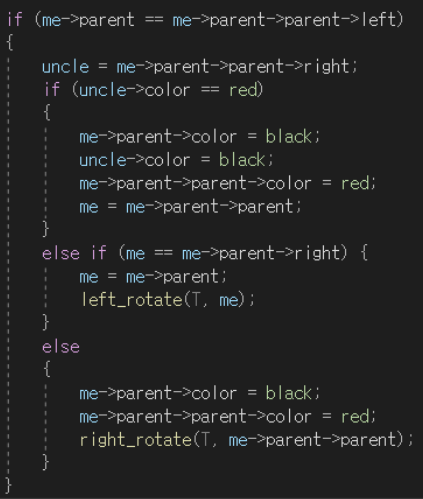 if (me->parent == me->parent->parent->left)
{
    uncle = me->parent->parent->right;
    if (uncle->color == red)
    {
        me->parent->color = black;
        uncle->color = black;
        me->parent->parent->color = red;
        me = me->parent->parent;
    }
    else if (me == me->parent->right) {
        me = me->parent;
        left_rotate(T, me);
    }
    else
    {
        me->parent->color = black;
        me->parent->parent->color = red;
        right_rotate(T, me->parent->parent);
    }
}